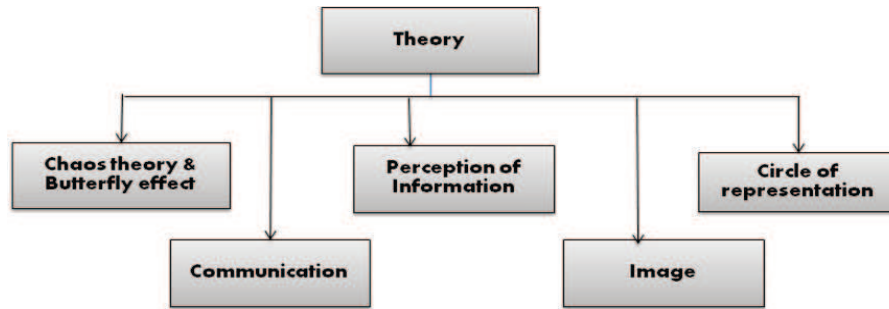 Theory
Chaos theory &
Butterfly effect
Perception of
Information
Circle of
representation
Communication
Image